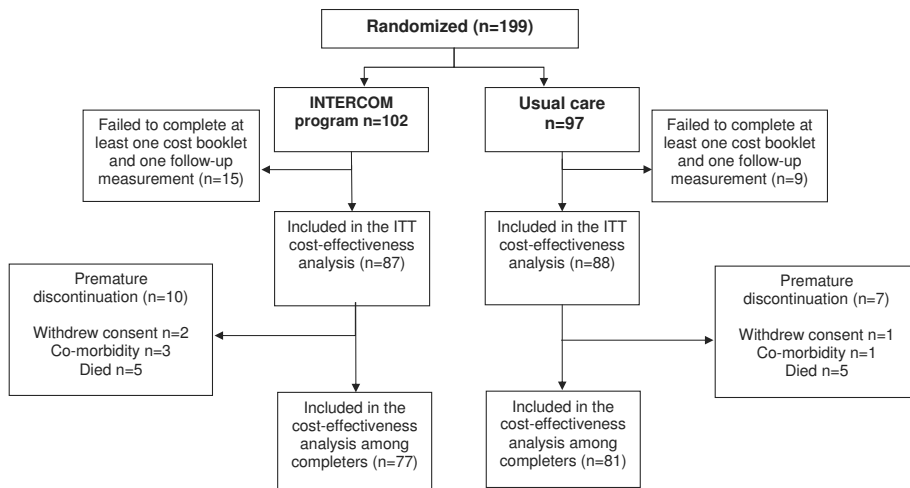 Randomized (n=199)
INTERCOM
program n=102
Usual care
n=97
Failed to complete at
least one cost booklet
and one follow-up
measurement (n=15)
Failed to complete at
least one cost booklet
and one follow-up
measurement (n=9)
Included in the ITT
cost-effectiveness
analysis (n=87)
Included in the ITT
cost-effectiveness
analysis (n=88)
Premature
discontinuation (n=10)
Withdrew consent n=2
Co-morbidity n=3
Died n=5
Premature
discontinuation (n=7)
Withdrew consent n=1
Co-morbidity n=1
Died n=5
Included in the
cost-effectiveness
analysis among
completers (n=77)
Included in the
cost-effectiveness
analysis among
completers (n=81)